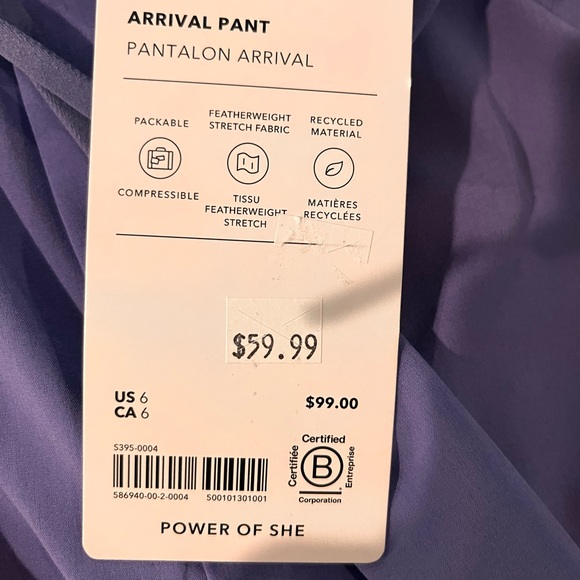 ARRIVAL PANT
PANTALON ARRIVAL
PACKABLE
COMPRESSIBLE
FEATHERWEIGHT
STRETCH FABRIC
TISSU
FEATHERWEIGHT
STRETCH
RECYCLED
MATERIAL
MATIÈRES
RECYCLÉES
$59.99
US 6
CA 6
$99.00
S395-0004
586940-00-2-0004 500101301001
Certified
Certifiée
B
Entreprise
Corporation
POWER OF SHE